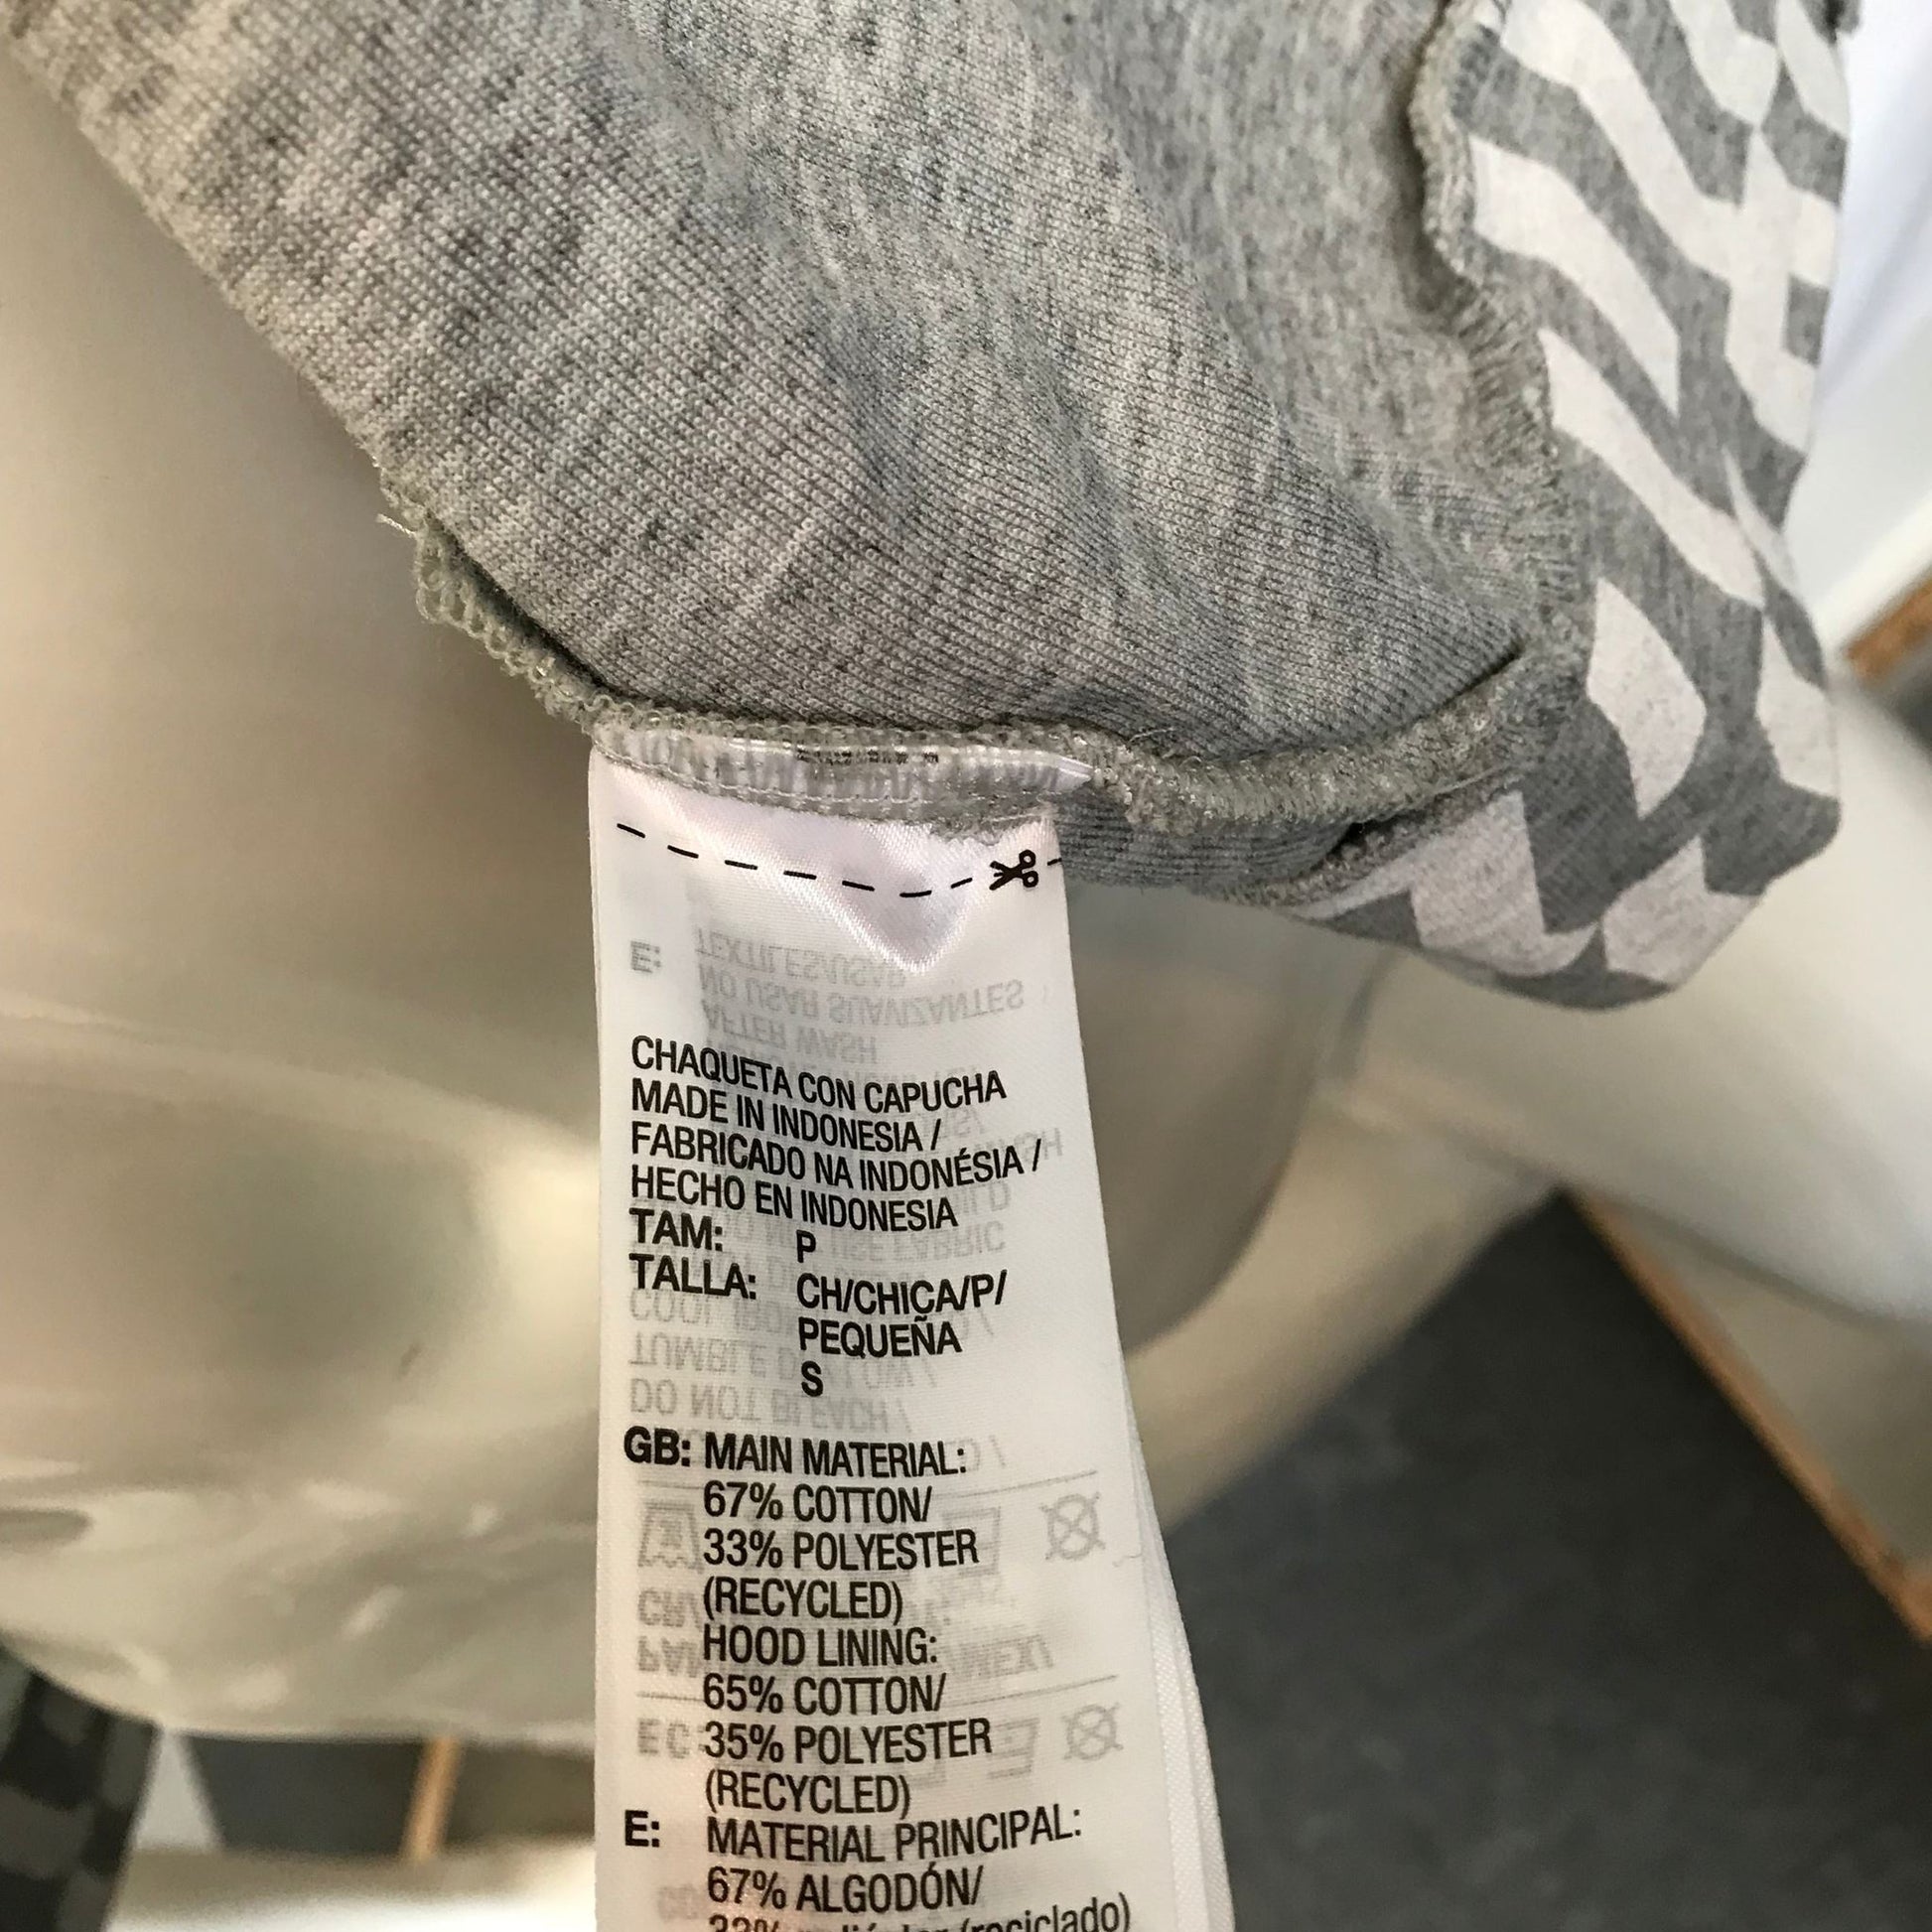 CHAQUETA CON CAPUCHA
MADE IN INDONESIA /
FABRICADO NA INDONÉSIA /
HECHO EN INDONESIA
TAM: P
TALLA: CH/CHICA/P/
PEQUEÑA
S
GB: MAIN MATERIAL:
67% COTTON/
33% POLYESTER
(RECYCLED)
HOOD LINING:
65% COTTON/
35% POLYESTER
(RECYCLED)
E: MATERIAL PRINCIPAL:
67% ALGODÓN/
(reciclado)